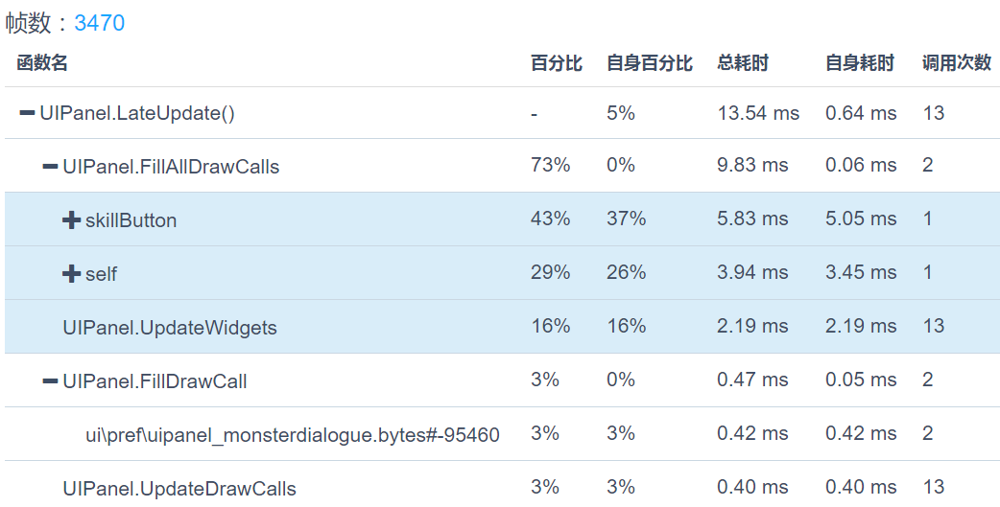 帧数：3470
函数名 百分比 自身百分比 总耗时 自身耗时 调用次数
UIPanel.LateUpdate() - 5% 13.54 ms 0.64 ms 13
UIPanel.FillAllDrawCalls 73% 0% 9.83 ms 0.06 ms 2
skillButton 43% 37% 5.83 ms 5.05 ms 1
self 29% 26% 3.94 ms 3.45 ms 1
UIPanel.UpdateWidgets 16% 16% 2.19 ms 2.19 ms 13
UIPanel.FillDrawCall 3% 0% 0.47 ms 0.05 ms 2
ui\pref\uipanel_monsterdialogue.bytes#-95460 3% 3% 0.42 ms 0.42 ms 2
UIPanel.UpdateDrawCalls 3% 3% 0.40 ms 0.40 ms 13